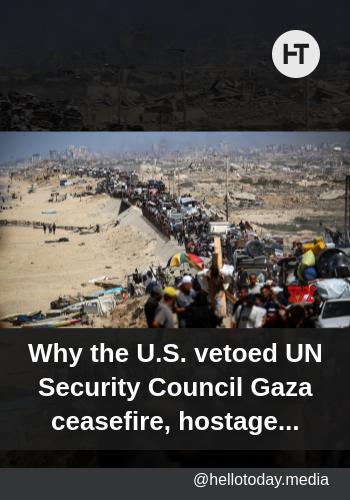 HT
Why the U.S. vetoed UN
Security Council Gaza
ceasefire, hostage...
@hellotoday.media